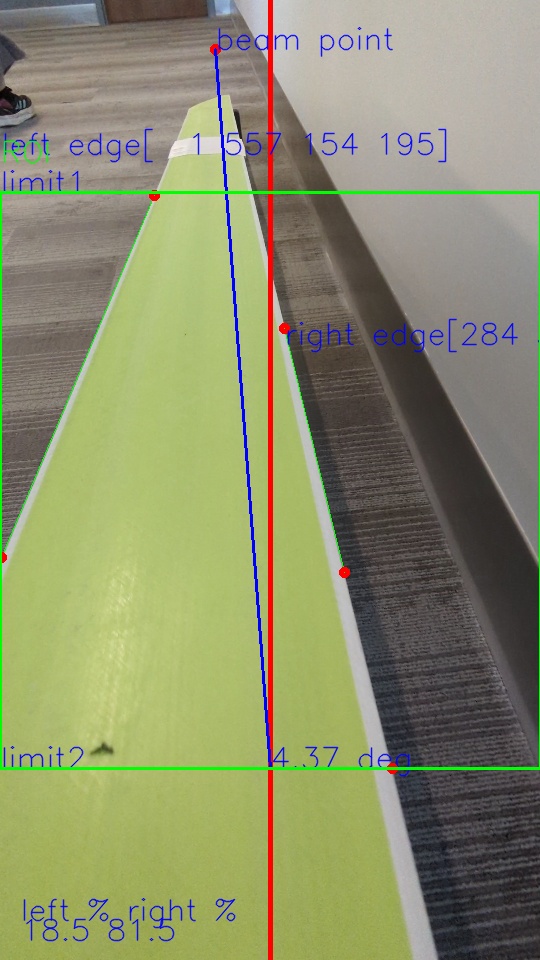 beam point
left edge[  1 557 154 195]
limit1
right edge[284
limit2
4.37 deg
left % right %
18.5 81.5